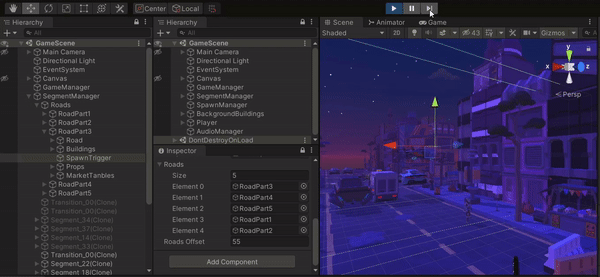 Center
Local
Hierarchy
All
GameScene
Main Camera
Directional Light
EventSystem
Canvas
GameManager
SegmentManager
Roads
RoadPart1
RoadPart2
RoadPart3
Road
Buildings
SpawnTrigger
Props
MarketTanbles
RoadPart4
RoadPart5
Transition_00(Clone)
Transition_00(Clone)
Segment_34(Clone)
Segment_37(Clone)
Segment_14(Clone)
Segment_33(Clone)
Transition_00(Clone)
Segment_22(Clone)
Segment_18(Clone)
Hierarchy
All
GameScene
Main Camera
Directional Light
EventSystem
Canvas
GameManager
SegmentManager
SpawnManager
BackgroundBuildings
Player
AudioManager
DontDestroyOnLoad
Inspector
Roads
Size 5
Element 0 RoadPart3
Element 1 RoadPart4
Element 2 RoadPart5
Element 3 RoadPart1
Element 4 RoadPart2
Roads Offset 55
Add Component
Scene Animator Game
Shaded 2D 43 Gizmos All
y
x
z
Persp